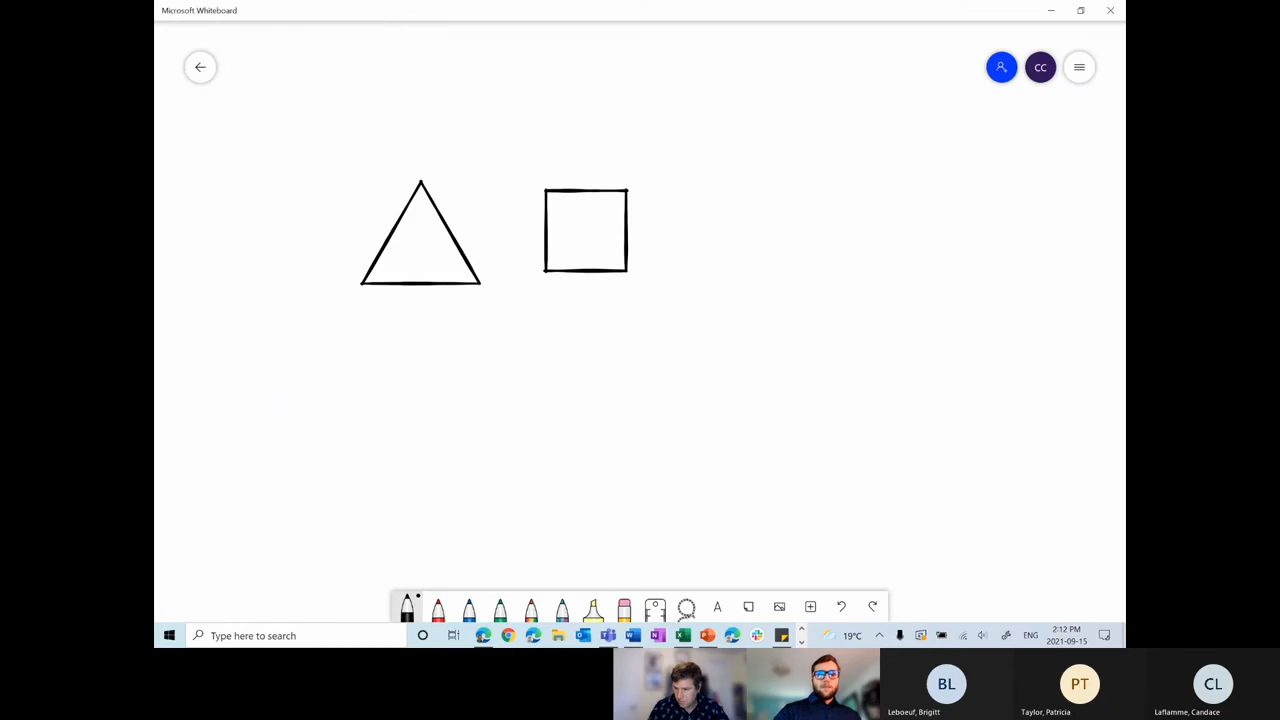 Microsoft Whiteboard
CC
A
Type here to search
19°C
ENG
2:12 PM
2021-09-15
BL
PT
CL
Leboeuf, Brigitt
Taylor, Patricia
Laflamme, Candace